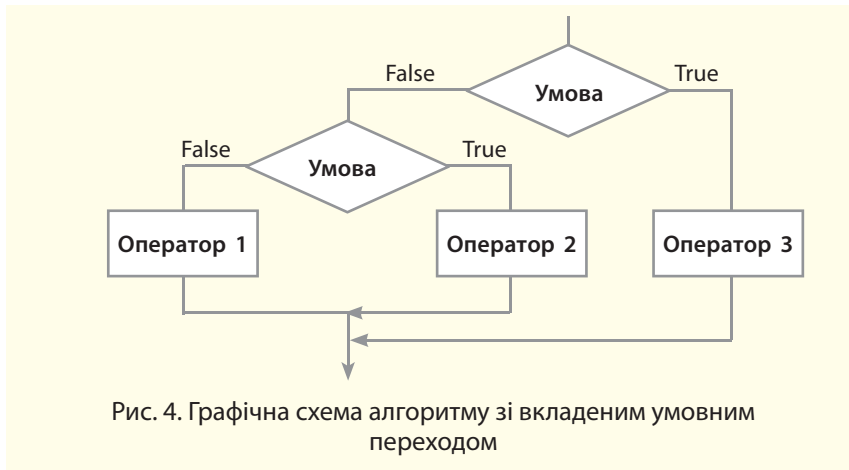 False
True
Умова
False
True
Умова
Оператор 1
Оператор 2
Оператор 3
Рис. 4. Графічна схема алгоритму зі вкладеним умовним
переходом